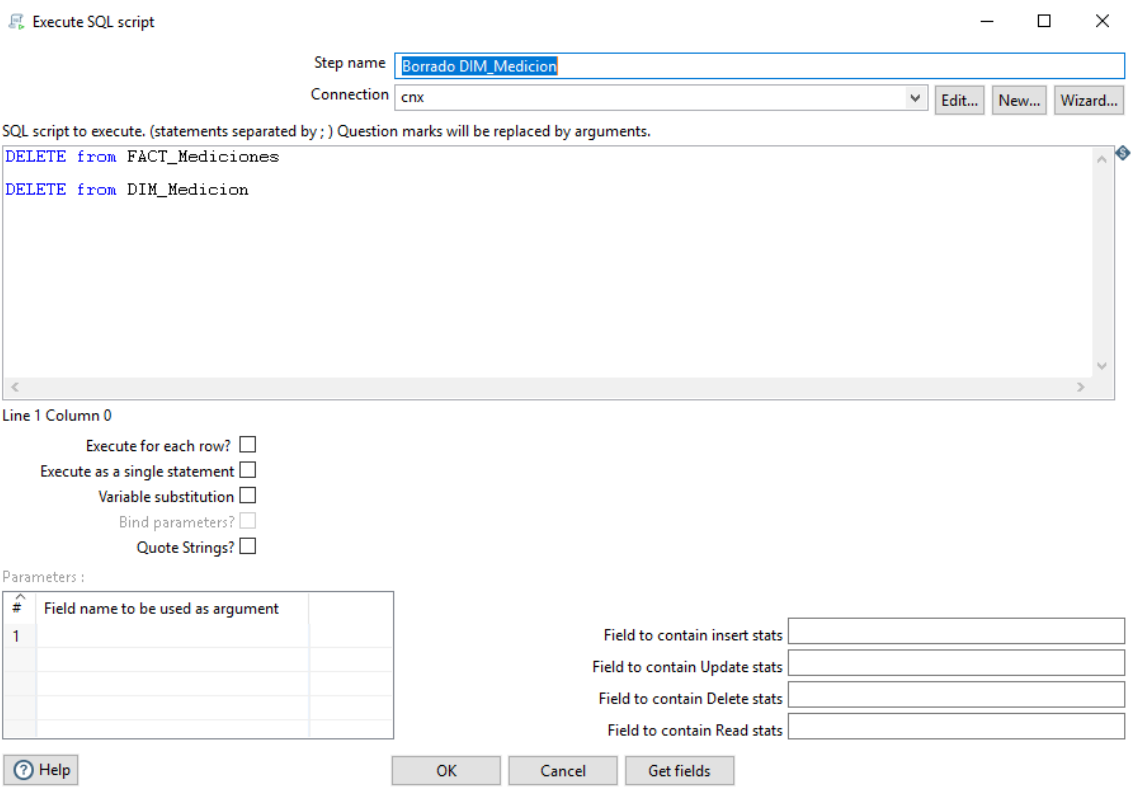 Execute SQL script
Step name Borrado DIM_Medicion
Connection cnx Edit... New... Wizard...
SQL script to execute. (statements separated by ; ) Question marks will be replaced by arguments.
DELETE from FACT_Mediciones
DELETE from DIM_Medicion
Line 1 Column 0
Execute for each row?
Execute as a single statement
Variable substitution
Bind parameters?
Quote Strings?
Parameters :
# Field name to be used as argument
1
Field to contain insert stats
Field to contain Update stats
Field to contain Delete stats
Field to contain Read stats
Help OK Cancel Get fields